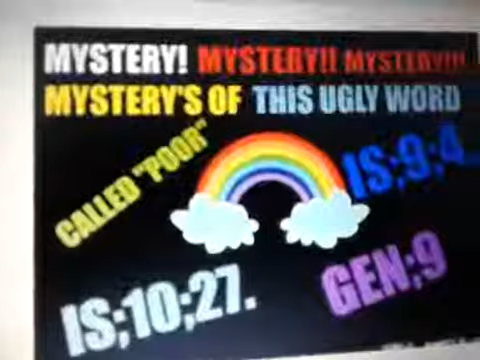 MYSTERY! MYSTERY!! MYSTERY!!!
MYSTERY'S OF THIS UGLY WORD
CALLED "POOR"
IS;9;4..
IS;10;27.
GEN;9